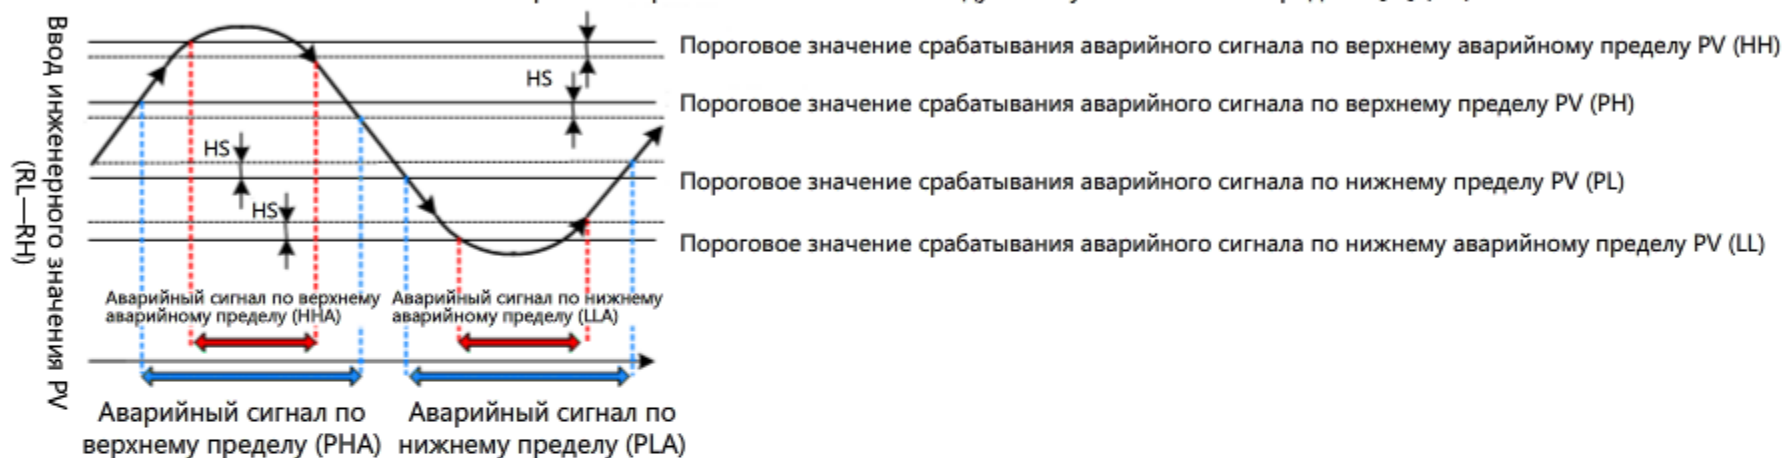 Ввод инженерного значения PV
(RL—RH)
Пороговое значение срабатывания аварийного сигнала по верхнему аварийному пределу PV (HH)
HS
Пороговое значение срабатывания аварийного сигнала по верхнему пределу PV (PH)
HS
Пороговое значение срабатывания аварийного сигнала по нижнему пределу PV (PL)
HS
Пороговое значение срабатывания аварийного сигнала по нижнему аварийному пределу PV (LL)
Аварийный сигнал по верхнему
аварийному пределу (HHA)
Аварийный сигнал по нижнему
аварийному пределу (LLA)
Аварийный сигнал по
верхнему пределу (PHA)
Аварийный сигнал по
нижнему пределу (PLA)